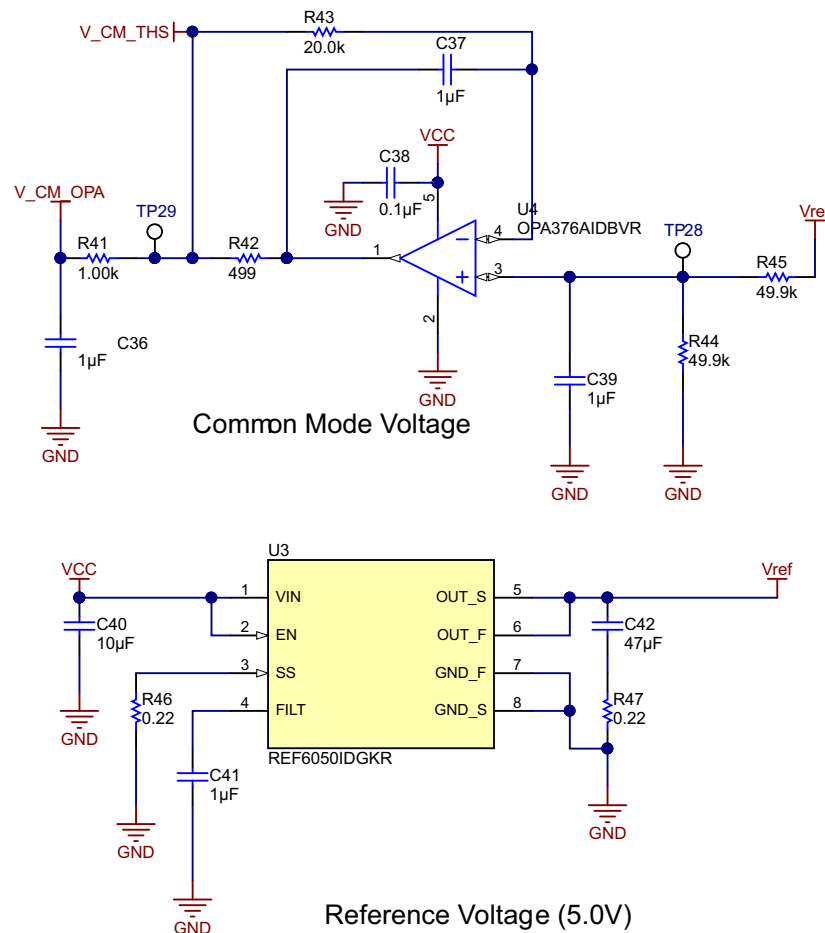 V_CM_THS
R43
20.0k
C37
1µF
VCC
C38
0.1µF
GND
5
U4
OPA376AIDBVR
4
3
1
2
GND
V_CM_OPA
TP29
R41
1.00k
R42
499
C36
1µF
GND
TP28
Vre
R45
49.9k
R44
49.9k
GND
C39
1µF
GND
Common Mode Voltage
U3
VCC
C40
10µF
GND
1
VIN
2
EN
3
SS
4
FILT
OUT_S
5
OUT_F
6
GND_F
7
GND_S
8
REF6050IDGKR
R46
0.22
GND
C41
1µF
GND
Vref
C42
47µF
R47
0.22
GND
Reference Voltage (5.0V)